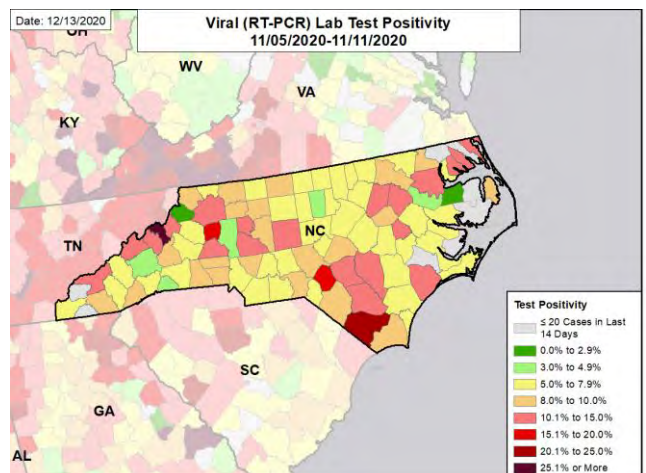 Date: 12/13/2020
Viral (RT-PCR) Lab Test Positivity
11/05/2020-11/11/2020
OH
WV
VA
KY
TN
NC
SC
GA
AL
Test Positivity
≤ 20 Cases in Last
14 Days
0.0% to 2.9%
3.0% to 4.9%
5.0% to 7.9%
8.0% to 10.0%
10.1% to 15.0%
15.1% to 20.0%
20.1% to 25.0%
25.1% or More